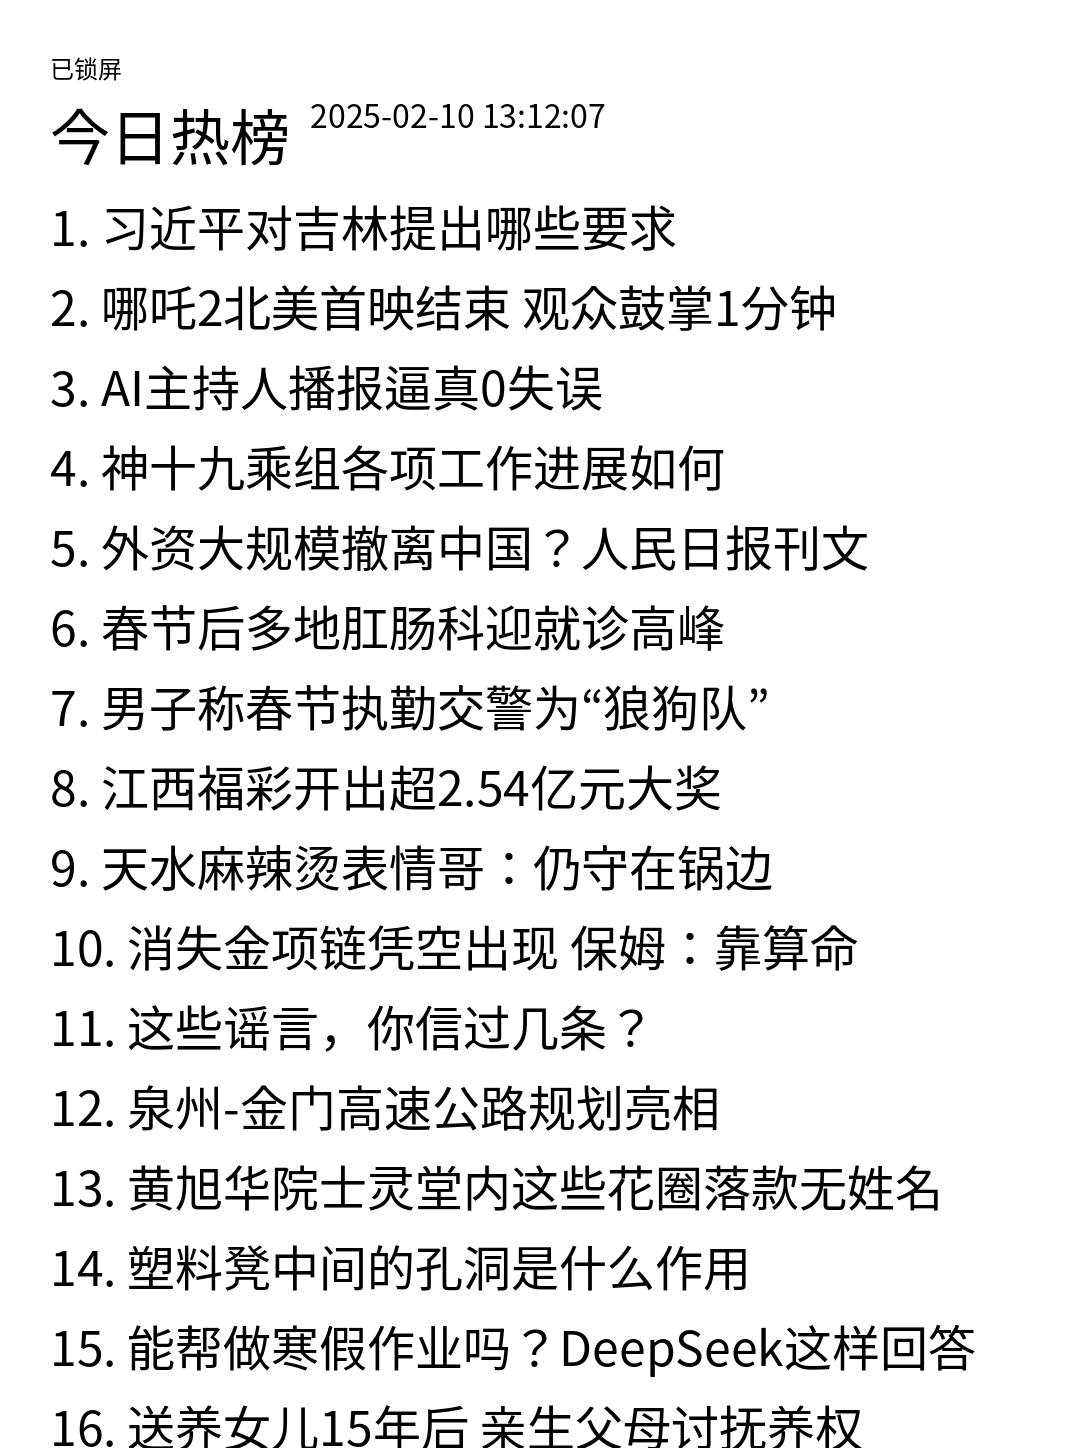 已锁屏
今日热榜 2025-02-10 13:12:07
1. 习近平对吉林提出哪些要求
2. 哪吒2北美首映结束 观众鼓掌1分钟
3. AI主持人播报逼真0失误
4. 神十九乘组各项工作进展如何
5. 外资大规模撤离中国？人民日报刊文
6. 春节后多地肛肠科迎就诊高峰
7. 男子称春节执勤交警为“狼狗队”
8. 江西福彩开出超2.54亿元大奖
9. 天水麻辣烫表情哥：仍守在锅边
10. 消失金项链凭空出现 保姆：靠算命
11. 这些谣言，你信过几条？
12. 泉州-金门高速公路规划亮相
13. 黄旭华院士灵堂内这些花圈落款无姓名
14. 塑料凳中间的孔洞是什么作用
15. 能帮做寒假作业吗？DeepSeek这样回答
16. 送养女儿15年后 亲生父母讨抚养权